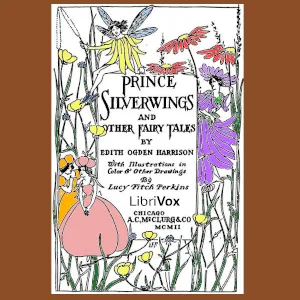 PRINCE
SILVERWINGS
AND
OTHER FAIRY TALES
BY
EDITH OGDEN HARRISON
With Illustrations in
Color & Other Drawings
By
Lucy Fitch Perkins
LibriVox
CHICAGO
A.C. McCLURG & CO
MCMII